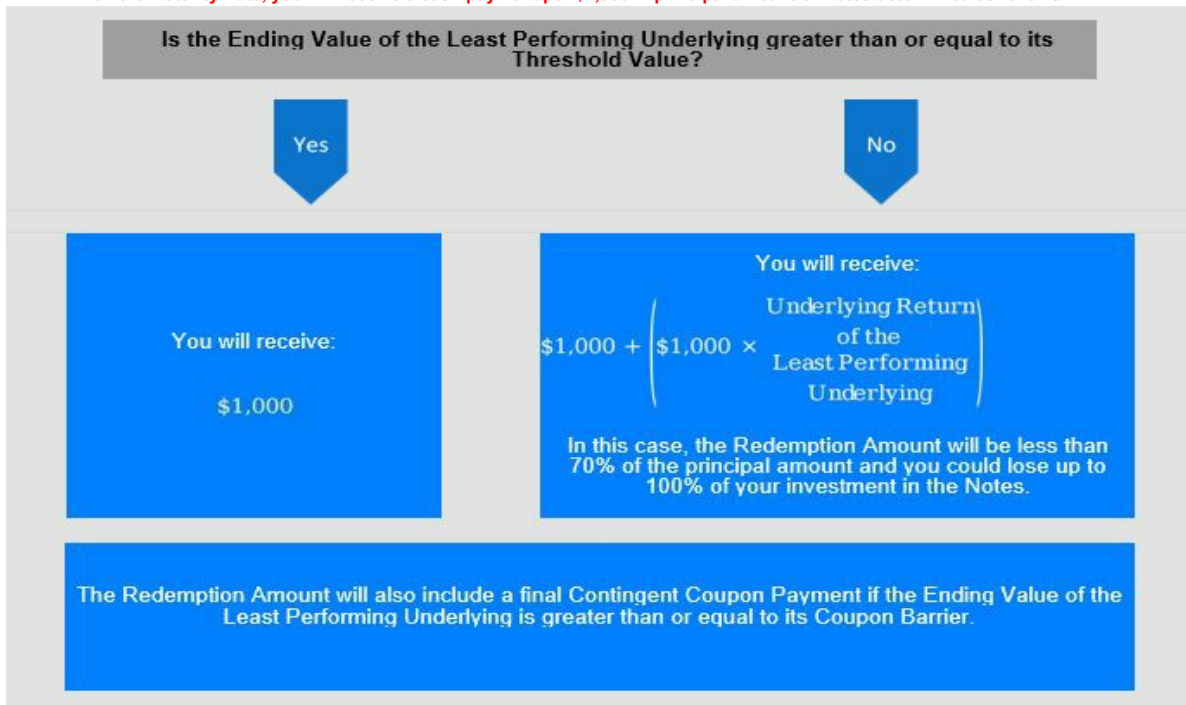 Is the Ending Value of the Least Performing Underlying greater than or equal to its
Threshold Value?
Yes
No
You will receive:
$1,000
You will receive:
$1,000 + ($1,000 × Underlying Return
of the
Least Performing
Underlying)
In this case, the Redemption Amount will be less than
70% of the principal amount and you could lose up to
100% of your investment in the Notes.
The Redemption Amount will also include a final Contingent Coupon Payment if the Ending Value of the
Least Performing Underlying is greater than or equal to its Coupon Barrier.